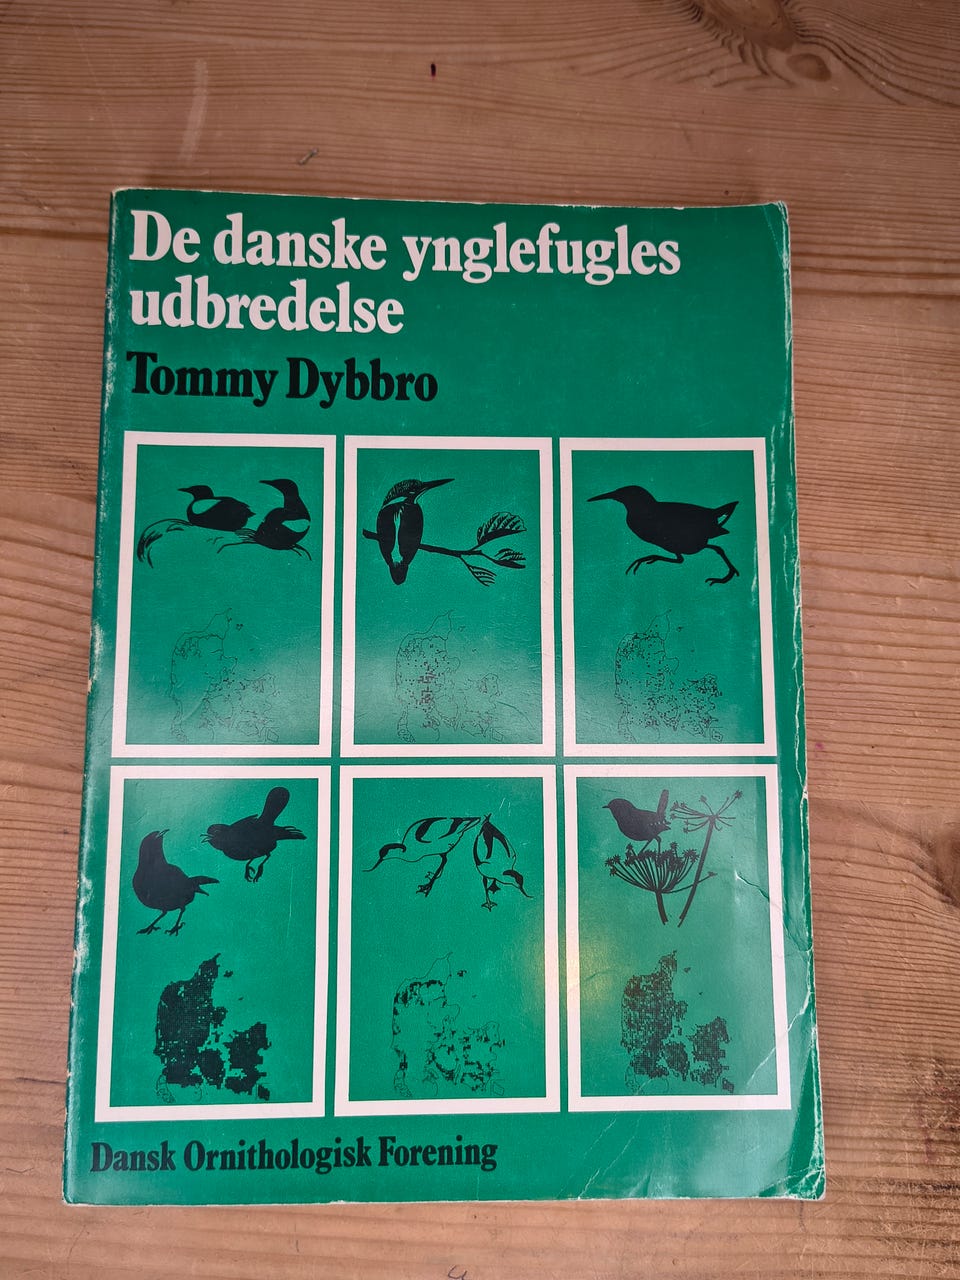 De danske ynglefugles
udbredelse
Tommy Dybbro
Dansk Ornithologisk Forening